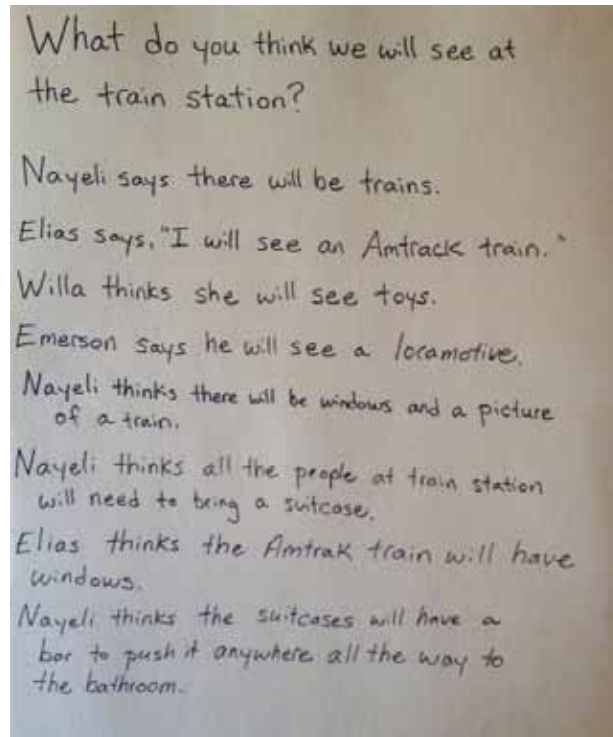 What do you think we will see at
the train station?
Nayeli says there will be trains.
Elias says, "I will see an Amtrack train."
Willa thinks she will see toys.
Emerson says he will see a locamotive.
Nayeli thinks there will be windows and a picture
of a train.
Nayeli thinks all the people at train station
will need to bring a suitcase.
Elias thinks the Amtrak train will have
windows.
Nayeli thinks the suitcases will have a
bar to push it anywhere all the way to
the bathroom.